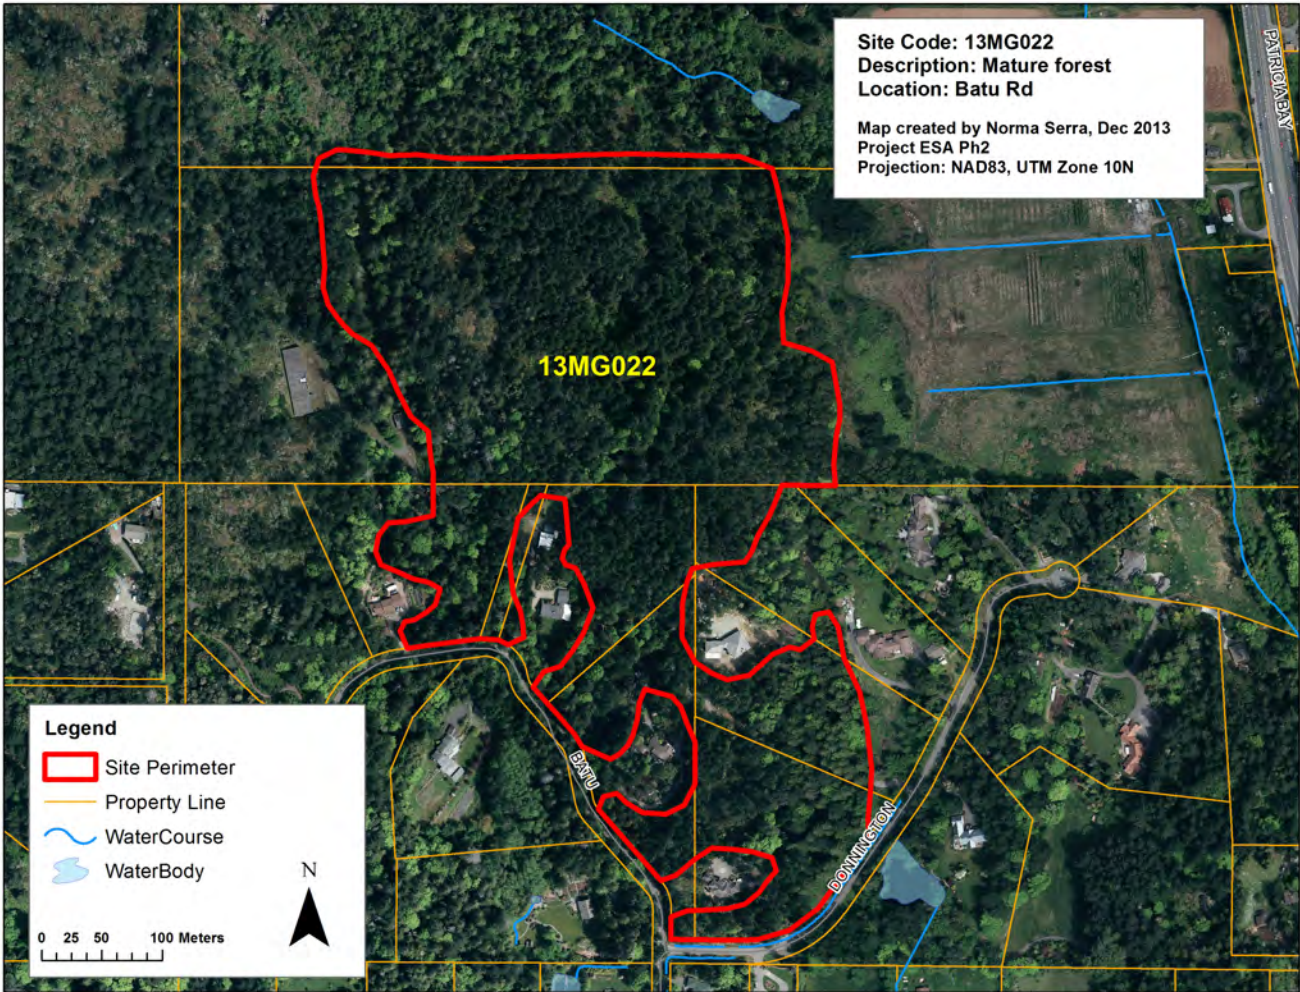 Site Code: 13MG022
Description: Mature forest
Location: Batu Rd
Map created by Norma Serra, Dec 2013
Project ESA Ph2
Projection: NAD83, UTM Zone 10N
PATRICIA BAY
13MG022
BATU
DONNINGTON
Legend
Site Perimeter
Property Line
WaterCourse
WaterBody
N
0 25 50 100 Meters